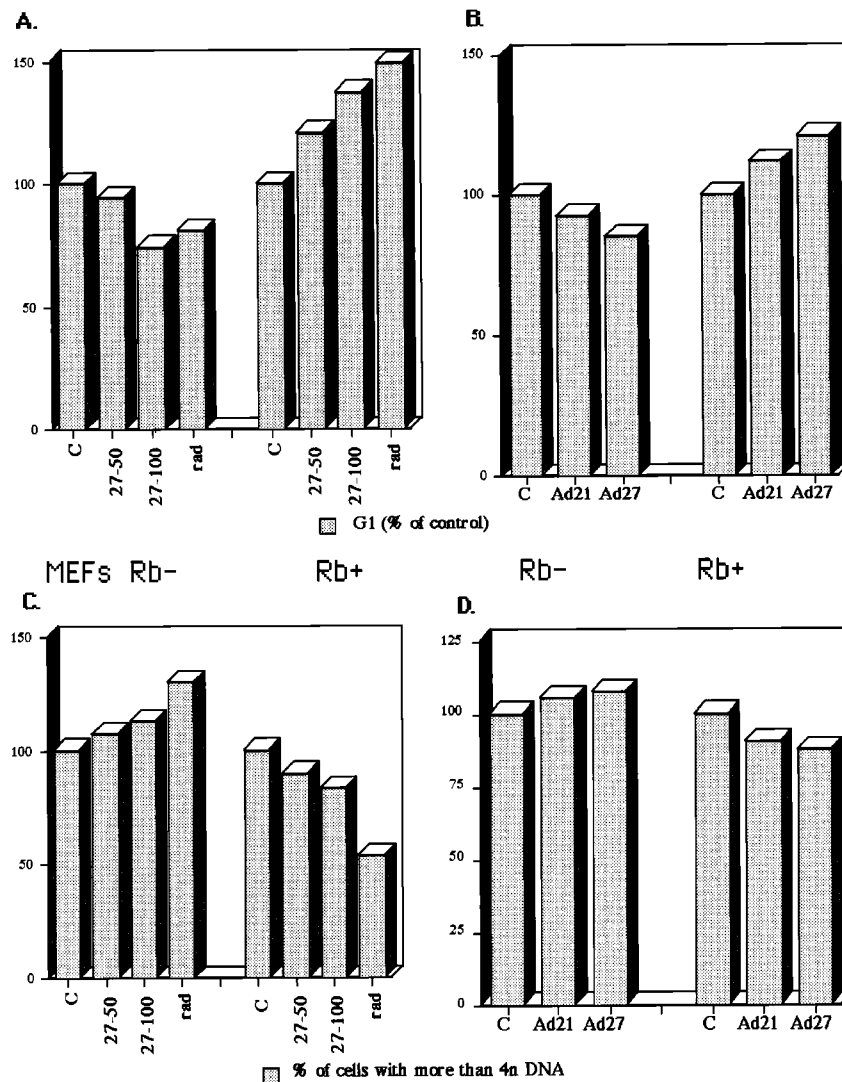 A.
150
100
50
0
C
27-50
27-100
rad
C
27-50
27-100
rad
B.
150
100
50
0
C
Ad21
Ad27
C
Ad21
Ad27
G1 (% of control)
MEFs Rb-
Rb+
Rb-
Rb+
C.
150
100
50
0
C
27-50
27-100
rad
C
27-50
27-100
rad
D.
125
100
75
50
25
0
C
Ad21
Ad27
C
Ad21
Ad27
% of cells with more than 4n DNA